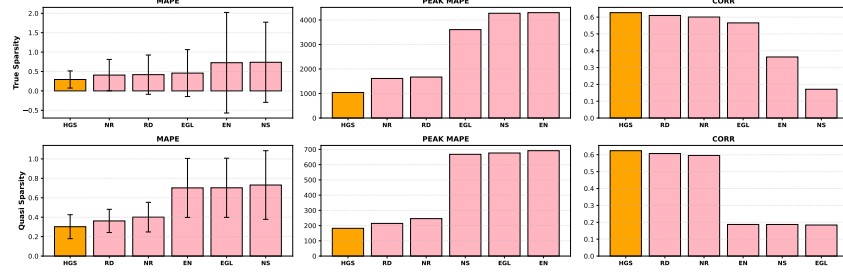 MAPE
PEAK MAPE
CORR
True Sparsity
2.0
1.5
1.0
0.5
0.0
−0.5
HGS NR RD EGL EN NS
4000
3000
2000
1000
0
HGS NR RD EGL NS EN
0.6
0.5
0.4
0.3
0.2
0.1
0.0
HGS RD NR EGL EN NS
MAPE
PEAK MAPE
CORR
Quasi Sparsity
1.0
0.8
0.6
0.4
0.2
0.0
HGS RD NR EN EGL NS
700
600
500
400
300
200
100
0
HGS RD NR NS EGL EN
0.6
0.5
0.4
0.3
0.2
0.1
0.0
HGS RD NR EN NS EGL